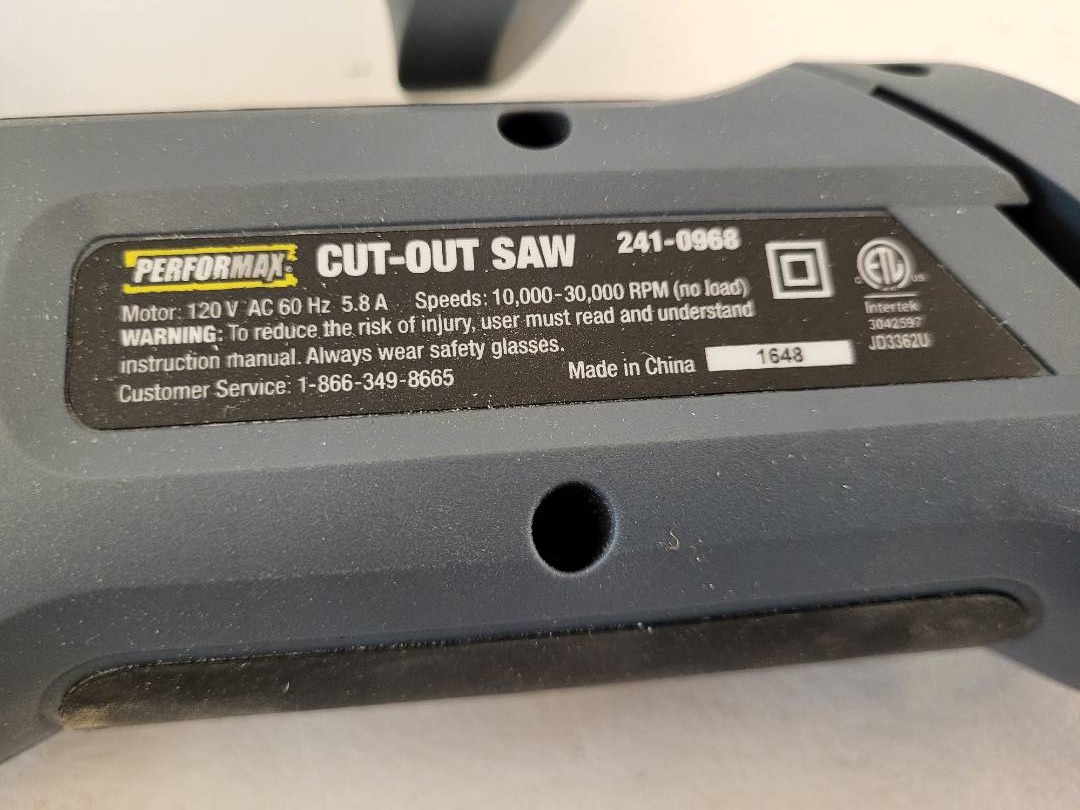 PERFORMAX® CUT-OUT SAW 241-0968
Motor: 120 V AC 60 Hz 5.8 A Speeds: 10,000-30,000 RPM (no load)
WARNING: To reduce the risk of injury, user must read and understand
instruction manual. Always wear safety glasses.
Customer Service: 1-866-349-8665 Made in China 1648
c ETL us
Intertek
3042597
JD3362U